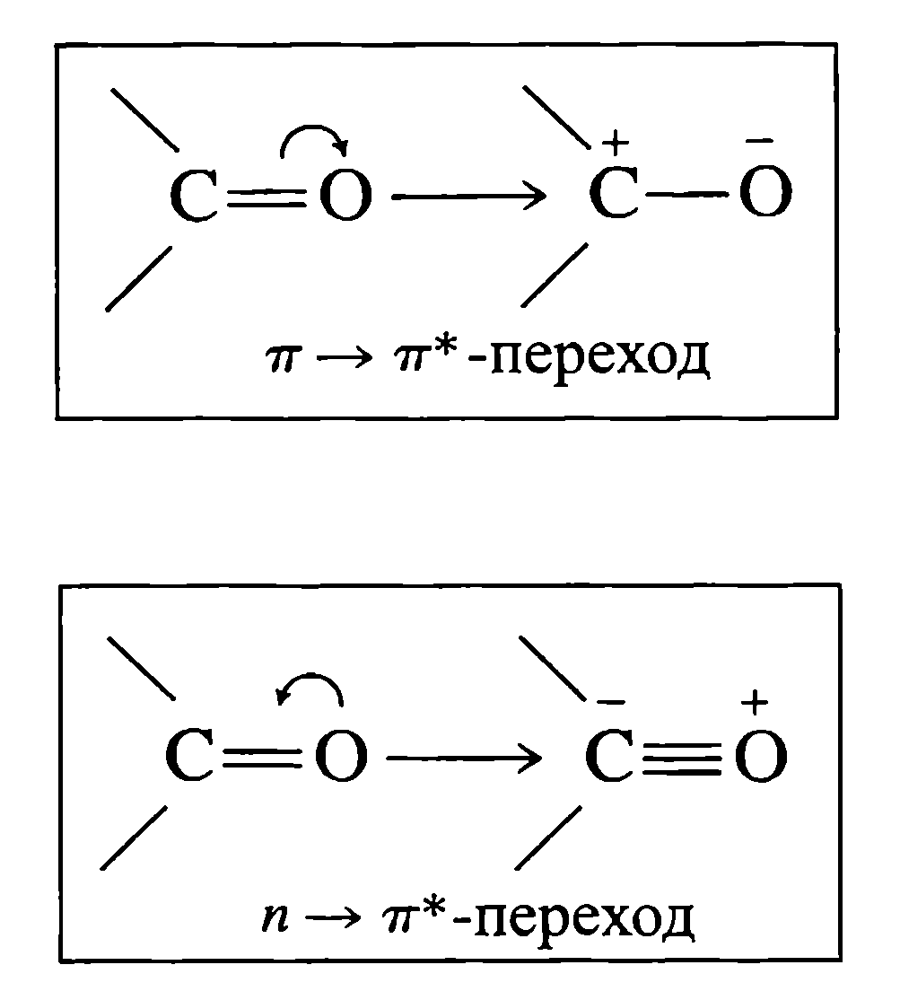 C=O → C⁺—O⁻
π → π*-переход
C=O → C⁻≡O⁺
n → π*-переход